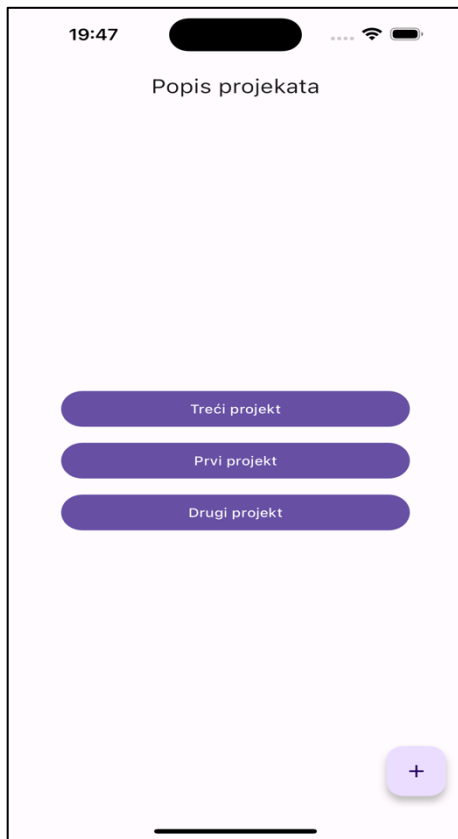 19:47
Popis projekata
Treći projekt
Prvi projekt
Drugi projekt
+